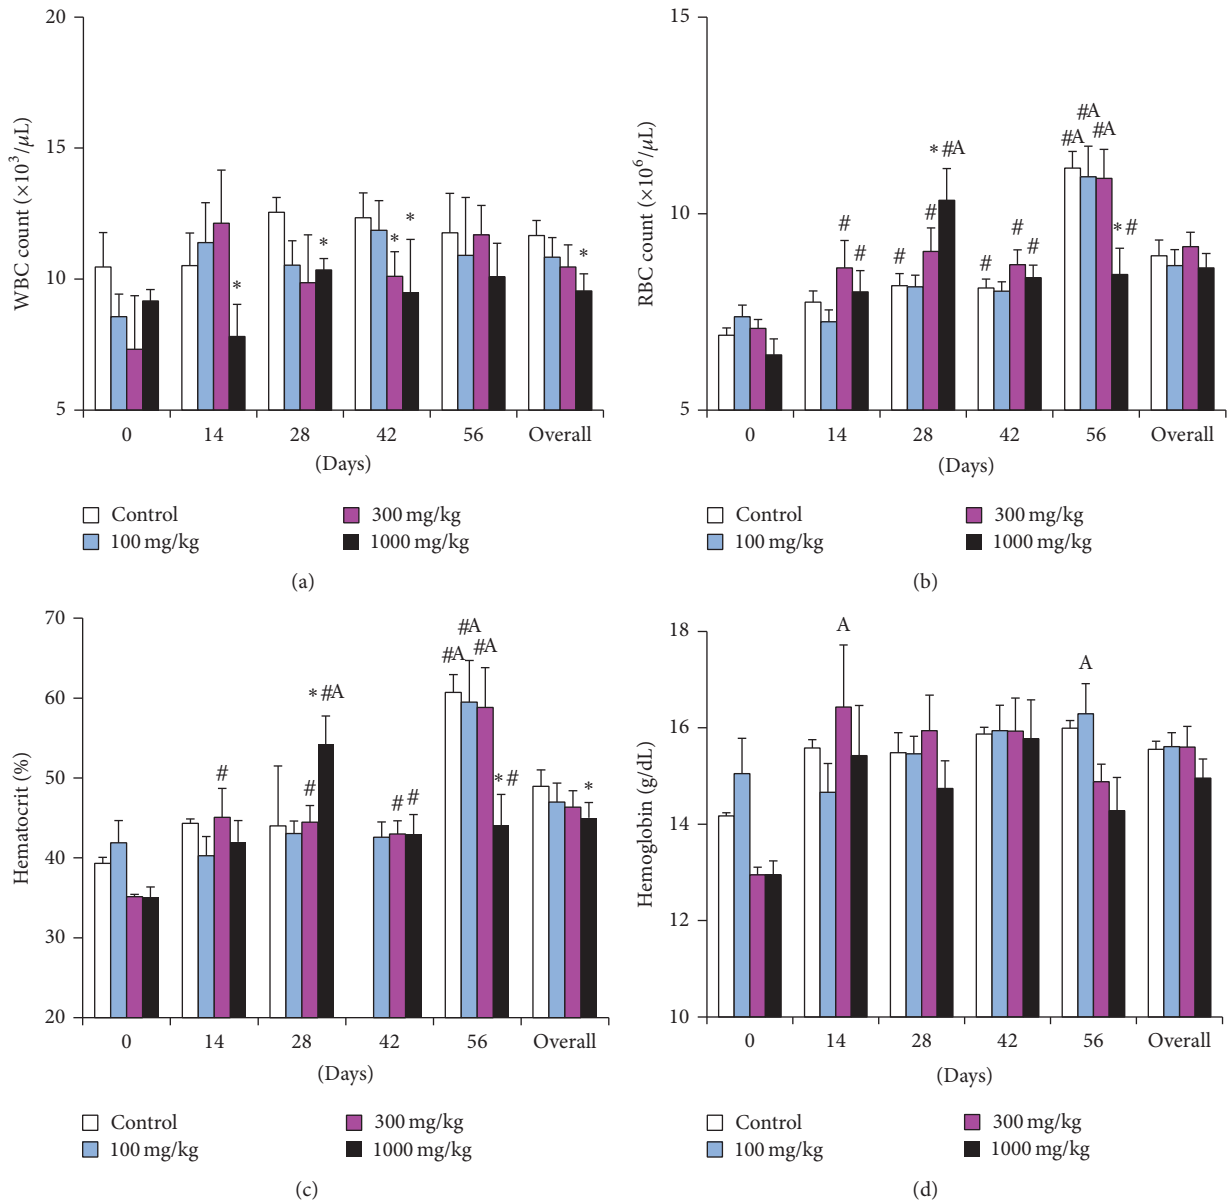 20
15
10
5
WBC count (×10³/μL)
*
*
*
*
*
0 14 28 42 56 Overall
(Days)
Control 300 mg/kg
100 mg/kg 1000 mg/kg
(a)
15
10
5
RBC count (×10⁶/μL)
#A
#A #A
* #A
# # # # # # # * #
0 14 28 42 56 Overall
(Days)
Control 300 mg/kg
100 mg/kg 1000 mg/kg
(b)
70
60
50
40
30
20
Hematocrit (%)
#A
#A #A
* #A
# # # # * # *
0 14 28 42 56 Overall
(Days)
Control 300 mg/kg
100 mg/kg 1000 mg/kg
(c)
18
16
14
12
10
Hemoglobin (g/dL)
A
A
0 14 28 42 56 Overall
(Days)
Control 300 mg/kg
100 mg/kg 1000 mg/kg
(d)